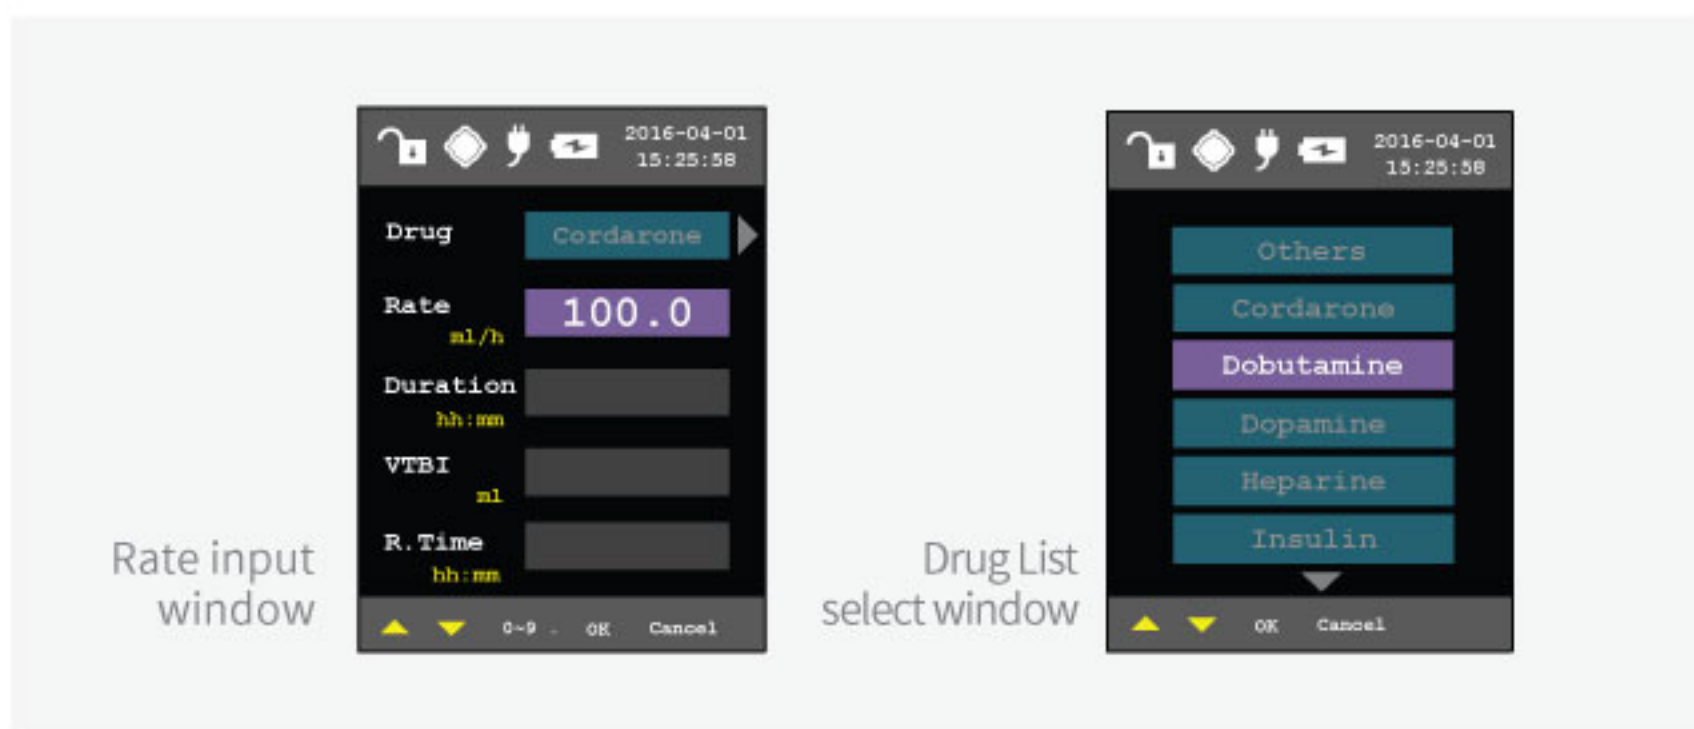 2016-04-01
15:25:58
Drug
Cordarone
Rate
ml/h
100.0
Duration
hh:mm
VTBI
ml
R.Time
hh:mm
0~9 . OK Cancel
Rate input
window
2016-04-01
15:25:58
Others
Cordarone
Dobutamine
Dopamine
Heparine
Insulin
OK Cancel
Drug List
select window